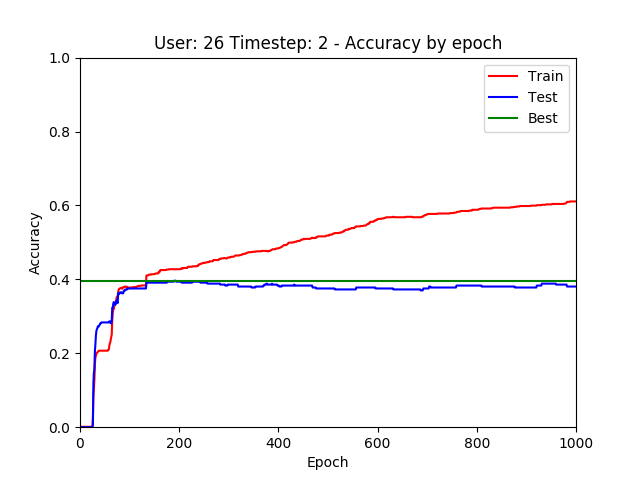 User: 26 Timestep: 2 - Accuracy by epoch
1.0
0.8
0.6
0.4
0.2
0.0
Accuracy
Train
Test
Best
0 200 400 600 800 1000
Epoch